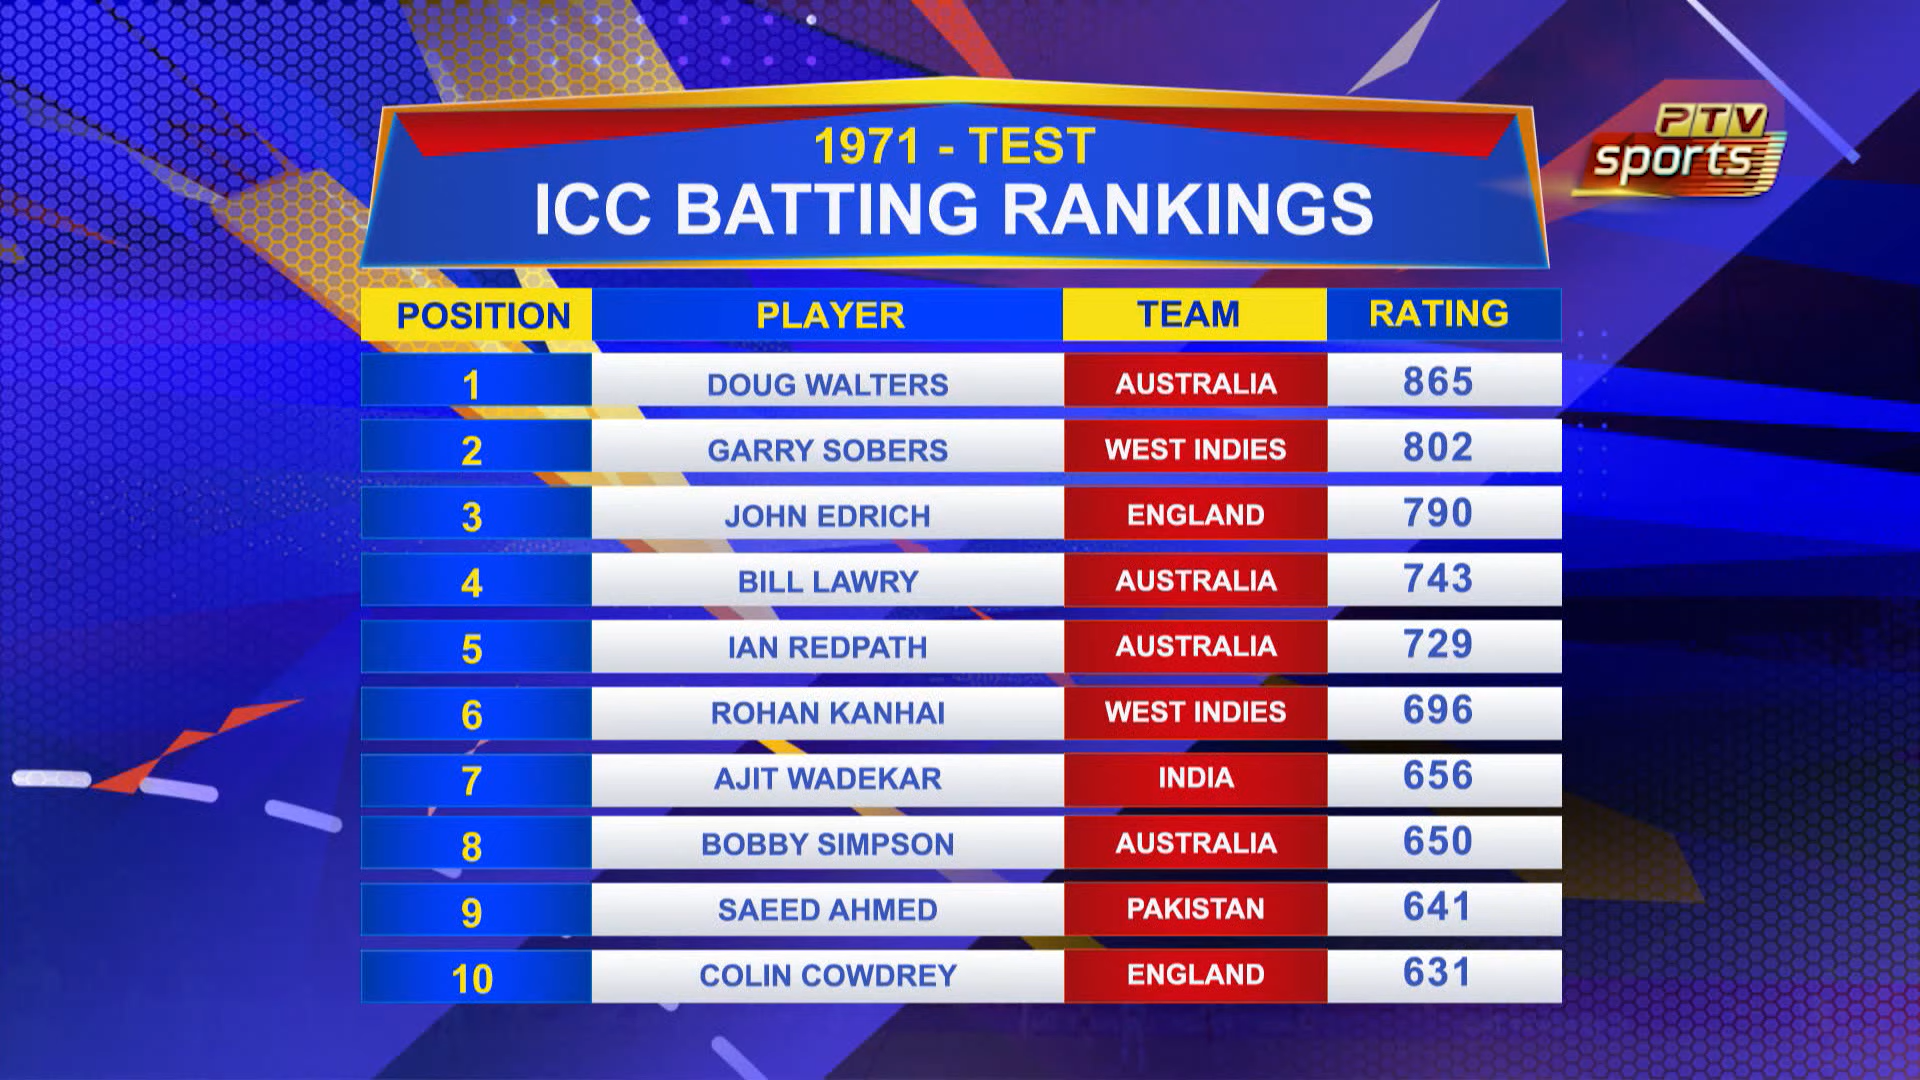 1971 - TEST
ICC BATTING RANKINGS
PTV
sports
POSITION PLAYER TEAM RATING
1 DOUG WALTERS AUSTRALIA 865
2 GARRY SOBERS WEST INDIES 802
3 JOHN EDRICH ENGLAND 790
4 BILL LAWRY AUSTRALIA 743
5 IAN REDPATH AUSTRALIA 729
6 ROHAN KANHAI WEST INDIES 696
7 AJIT WADEKAR INDIA 656
8 BOBBY SIMPSON AUSTRALIA 650
9 SAEED AHMED PAKISTAN 641
10 COLIN COWDREY ENGLAND 631